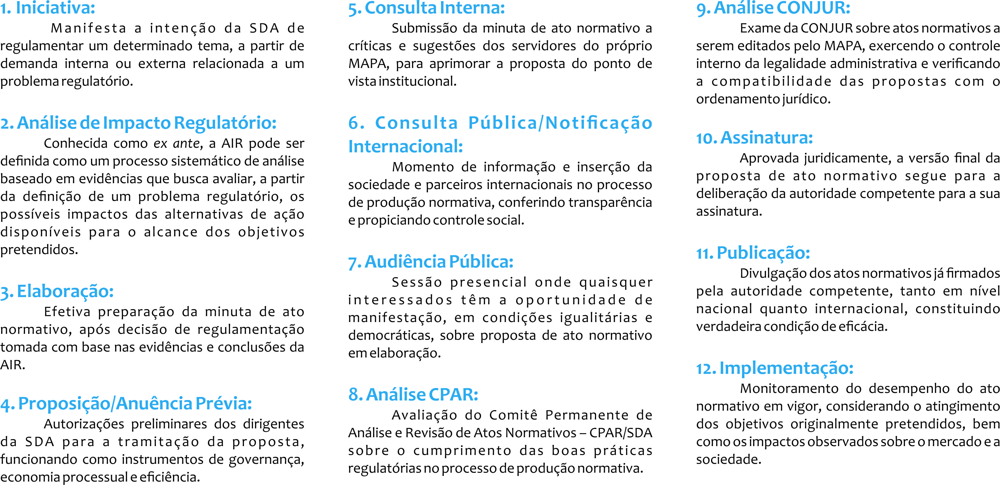 1. Iniciativa:
Manifesta a intenção da SDA de
regulamentar um determinado tema, a partir de
demanda interna ou externa relacionada a um
problema regulatório.
2. Análise de Impacto Regulatório:
Conhecida como ex ante, a AIR pode ser
definida como um processo sistemático de análise
baseado em evidências que busca avaliar, a partir
da definição de um problema regulatório, os
possíveis impactos das alternativas de ação
disponíveis para o alcance dos objetivos
pretendidos.
3. Elaboração:
Efetiva preparação da minuta de ato
normativo, após decisão de regulamentação
tomada com base nas evidências e conclusões da
AIR.
4. Proposição/Anuência Prévia:
Autorizações preliminares dos dirigentes
da SDA para a tramitação da proposta,
funcionando como instrumentos de governança,
economia processual e eficiência.
5. Consulta Interna:
Submissão da minuta de ato normativo a
críticas e sugestões dos servidores do próprio
MAPA, para aprimorar a proposta do ponto de
vista institucional.
6. Consulta Pública/Notificação
Internacional:
Momento de informação e inserção da
sociedade e parceiros internacionais no processo
de produção normativa, conferindo transparência
e propiciando controle social.
7. Audiência Pública:
Sessão presencial onde quaisquer
interessados têm a oportunidade de
manifestação, em condições igualitárias e
democráticas, sobre proposta de ato normativo
em elaboração.
8. Análise CPAR:
Avaliação do Comitê Permanente de
Análise e Revisão de Atos Normativos – CPAR/SDA
sobre o cumprimento das boas práticas
regulatórias no processo de produção normativa.
9. Análise CONJUR:
Exame da CONJUR sobre atos normativos a
serem editados pelo MAPA, exercendo o controle
interno da legalidade administrativa e verificando
a compatibilidade das propostas com o
ordenamento jurídico.
10. Assinatura:
Aprovada juridicamente, a versão final da
proposta de ato normativo segue para a
deliberação da autoridade competente para a sua
assinatura.
11. Publicação:
Divulgação dos atos normativos já firmados
pela autoridade competente, tanto em nível
nacional quanto internacional, constituindo
verdadeira condição de eficácia.
12. Implementação:
Monitoramento do desempenho do ato
normativo em vigor, considerando o atingimento
dos objetivos originalmente pretendidos, bem
como os impactos observados sobre o mercado e a
sociedade.